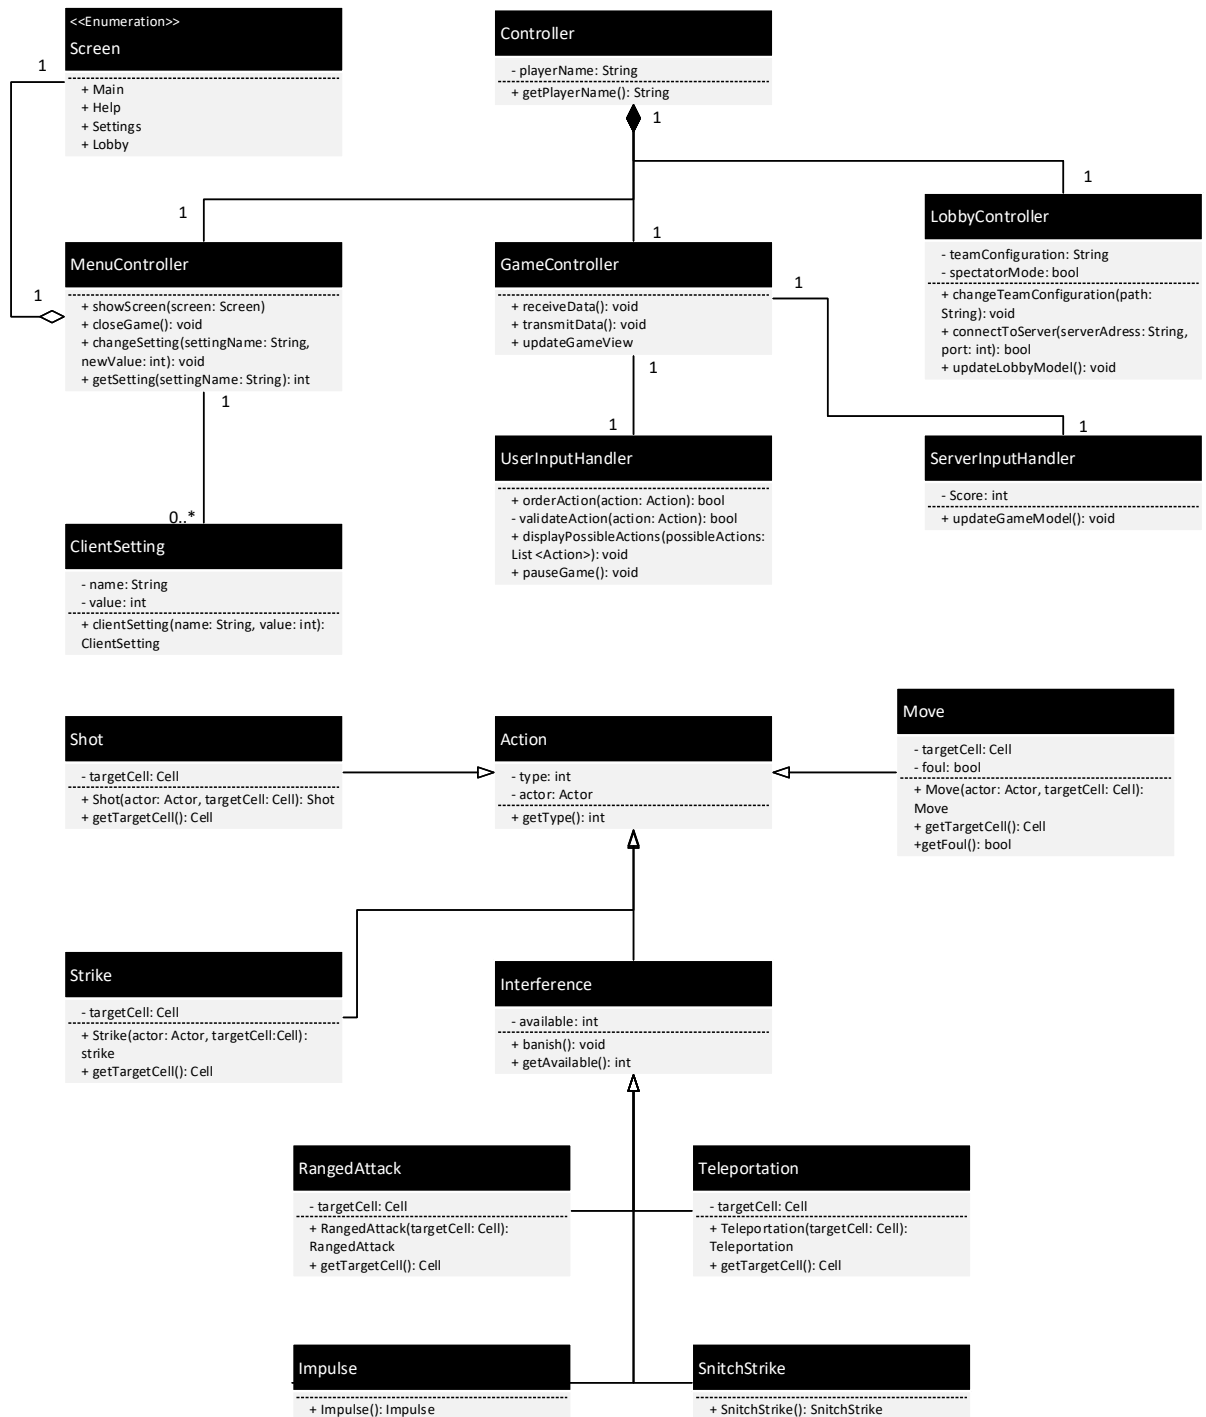 <<Enumeration>>
Screen
+ Main
+ Help
+ Settings
+ Lobby
1
Controller
- playerName: String
+ getPlayerName(): String
1
1
1
1
LobbyController
- teamConfiguration: String
- spectatorMode: bool
+ changeTeamConfiguration(path:
String): void
+ connectToServer(serverAdress: String,
port: int): bool
+ updateLobbyModel(): void
1
MenuController
+ showScreen(screen: Screen)
+ closeGame(): void
+ changeSetting(settingName: String,
newValue: int): void
+ getSetting(settingName: String): int
1
GameController
+ receiveData(): void
+ transmitData(): void
+ updateGameView
1
1
1
1
UserInputHandler
+ orderAction(action: Action): bool
- validateAction(action: Action): bool
+ displayPossibleActions(possibleActions:
List <Action>): void
+ pauseGame(): void
ServerInputHandler
- Score: int
+ updateGameModel(): void
0..*
ClientSetting
- name: String
- value: int
+ clientSetting(name: String, value: int):
ClientSetting
Shot
- targetCell: Cell
+ Shot(actor: Actor, targetCell: Cell): Shot
+ getTargetCell(): Cell
Action
- type: int
- actor: Actor
+ getType(): int
Move
- targetCell: Cell
- foul: bool
+ Move(actor: Actor, targetCell: Cell):
Move
+ getTargetCell(): Cell
+getFoul(): bool
Strike
- targetCell: Cell
+ Strike(actor: Actor, targetCell:Cell):
strike
+ getTargetCell(): Cell
Interference
- available: int
+ banish(): void
+ getAvailable(): int
RangedAttack
- targetCell: Cell
+ RangedAttack(targetCell: Cell):
RangedAttack
+ getTargetCell(): Cell
Teleportation
- targetCell: Cell
+ Teleportation(targetCell: Cell):
Teleportation
+ getTargetCell(): Cell
Impulse
+ Impulse(): Impulse
SnitchStrike
+ SnitchStrike(): SnitchStrike